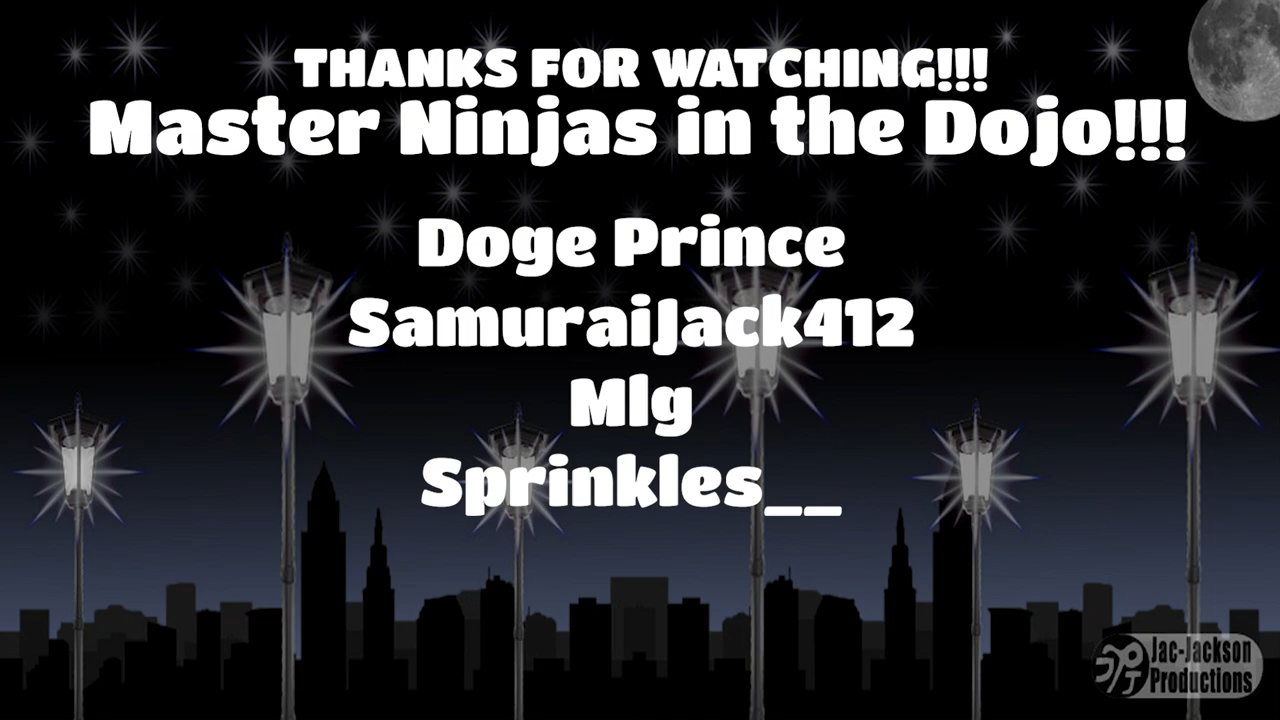 THANKS FOR WATCHING!!!
Master Ninjas in the Dojo!!!
Doge Prince
SamuraiJack412
Mlg
Sprinkles__
Jac-Jackson
Productions